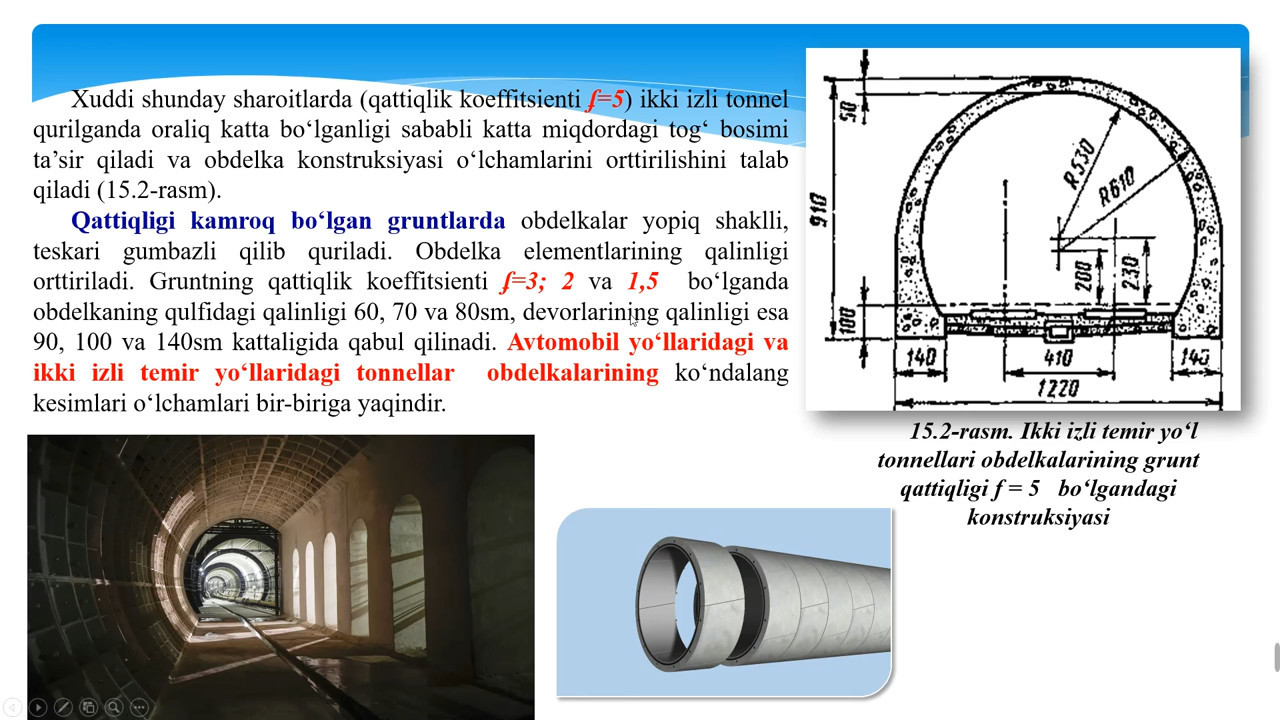 Xuddi shunday sharoitlarda (qattiqlik koeffitsienti f=5) ikki izli tonnel
qurilganda oraliq katta bo‘lganligi sababli katta miqdordagi tog‘ bosimi
ta’sir qiladi va obdelka konstruksiyasi o‘lchamlarini orttirilishini talab
qiladi (15.2-rasm).
Qattiqligi kamroq bo‘lgan gruntlarda obdelkalar yopiq shaklli,
teskari gumbazli qilib quriladi. Obdelka elementlarining qalinligi
orttiriladi. Gruntning qattiqlik koeffitsienti f=3; 2 va 1,5 bo‘lganda
obdelkaning qulfidagi qalinligi 60, 70 va 80sm, devorlarining qalinligi esa
90, 100 va 140sm kattaligida qabul qilinadi. Avtomobil yo‘llaridagi va
ikki izli temir yo‘llaridagi tonnellar obdelkalarining ko‘ndalang
kesimlari o‘lchamlari bir-biriga yaqindir.
50
910
R530
R610
200
230
100
140
410
140
1220
15.2-rasm. Ikki izli temir yo‘l
tonnellari obdelkalarining grunt
qattiqligi f = 5 bo‘lgandagi
konstruksiyasi